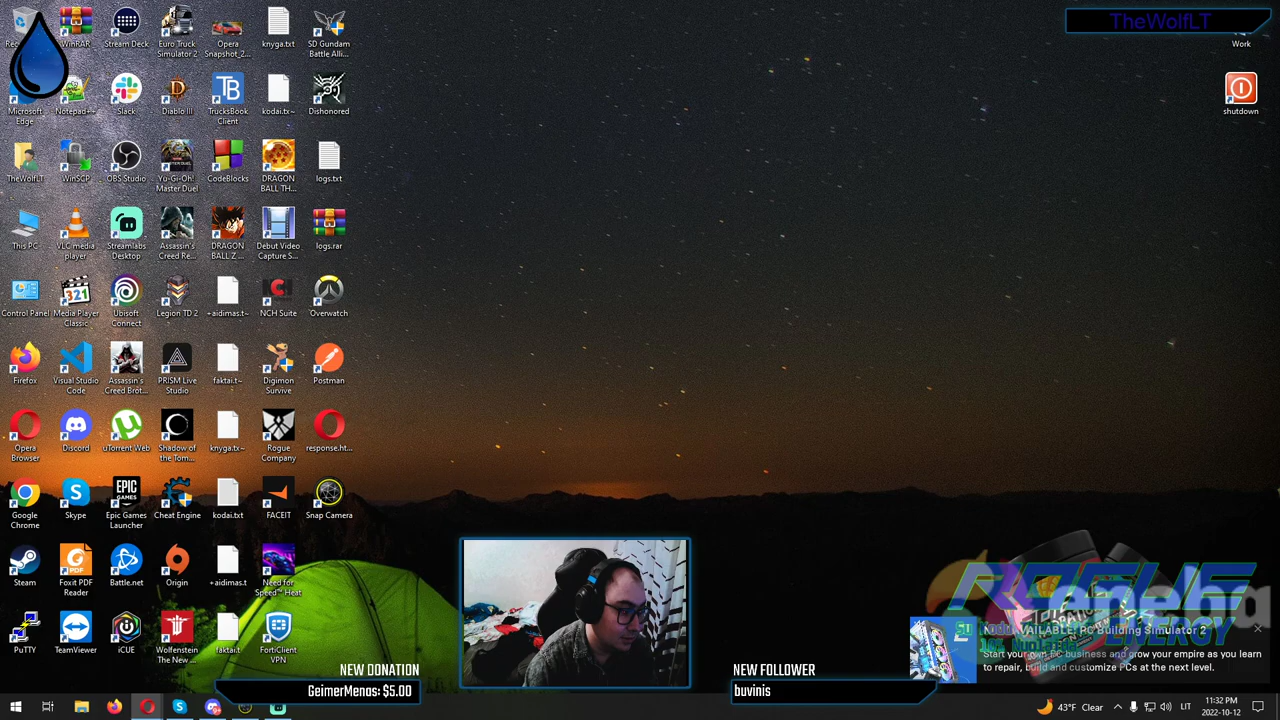 TheWolfLT
WinRAR
Stream Deck
Euro Truck
Simulator 2
Opera
Snapshot_2...
knyga.txt
SD Gundam
Battle Alli...
Work
Microsoft
Edge
Notepad++
Slack
Diablo III
TrucksBook
Client
kodai.tx~
Dishonored
shutdown
TheWolfLT
WinSCP
OBS Studio
Yu-Gi-Oh!
Master Duel
CodeBlocks
DRAGON
BALL TH...
logs.txt
This PC
VLC media
player
Streamlabs
Desktop
Assassin's
Creed Re...
DRAGON
BALL Z ...
Debut Video
Capture S...
logs.rar
Control Panel
Media Player
Classic
Ubisoft
Connect
Legion TD 2
+aidimas.t~
NCH Suite
Overwatch
Firefox
Visual Studio
Code
Assassin's
Creed Brot...
PRISM Live
Studio
faktai.t~
Digimon
Survive
Postman
Opera
Browser
Discord
uTorrent Web
Shadow of
the Tom...
knyga.tx~
Rogue
Company
response.ht...
Google
Chrome
Skype
EPIC
GAMES
Epic Games
Launcher
Cheat Engine
kodai.txt
FACEIT
Snap Camera
Steam
Foxit PDF
Reader
Battle.net
Origin
+aidimas.t
Need for
Speed™ Heat
PuTTY
TeamViewer
iCUE
Wolfenstein
The New ...
faktai.t
FortiClient
VPN
NEW DONATION
GeimerMenas: $5.00
NEW FOLLOWER
buvinis
ROGUE
ENERGY
AVAILABLE: PC Building Simulator 2
Start your own PC business and grow your empire as you learn
to repair, build and customize PCs at the next level.
43°F Clear
LIT
11:32 PM
2022-10-12